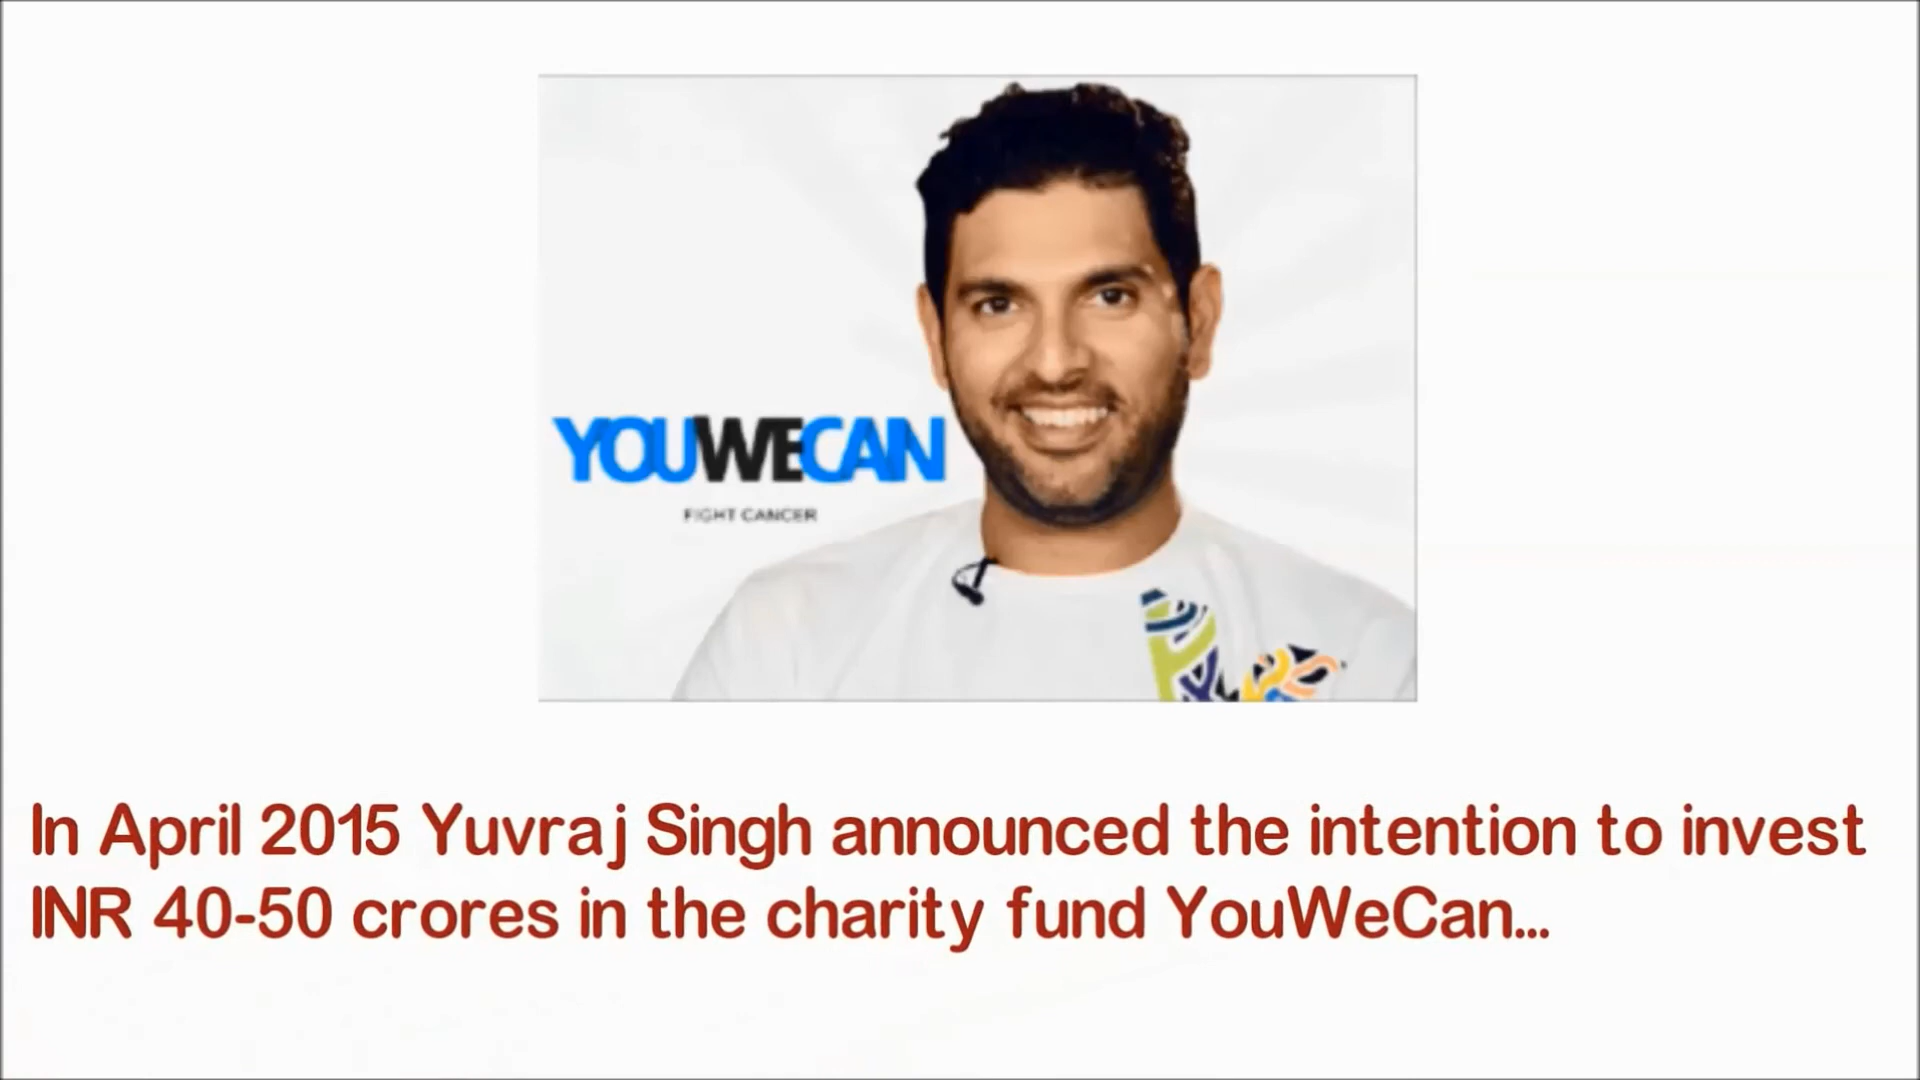 YOUWECAN
FIGHT CANCER
In April 2015 Yuvraj Singh announced the intention to invest
INR 40-50 crores in the charity fund YouWeCan...